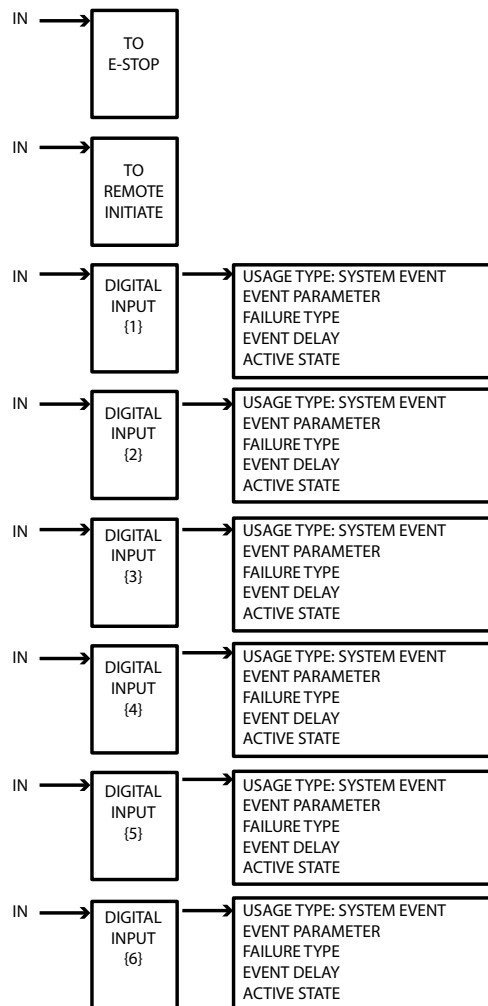 IN
TO
E-STOP
IN
TO
REMOTE
INITIATE
IN
DIGITAL
INPUT
{1}
USAGE TYPE: SYSTEM EVENT
EVENT PARAMETER
FAILURE TYPE
EVENT DELAY
ACTIVE STATE
IN
DIGITAL
INPUT
{2}
USAGE TYPE: SYSTEM EVENT
EVENT PARAMETER
FAILURE TYPE
EVENT DELAY
ACTIVE STATE
IN
DIGITAL
INPUT
{3}
USAGE TYPE: SYSTEM EVENT
EVENT PARAMETER
FAILURE TYPE
EVENT DELAY
ACTIVE STATE
IN
DIGITAL
INPUT
{4}
USAGE TYPE: SYSTEM EVENT
EVENT PARAMETER
FAILURE TYPE
EVENT DELAY
ACTIVE STATE
IN
DIGITAL
INPUT
{5}
USAGE TYPE: SYSTEM EVENT
EVENT PARAMETER
FAILURE TYPE
EVENT DELAY
ACTIVE STATE
IN
DIGITAL
INPUT
{6}
USAGE TYPE: SYSTEM EVENT
EVENT PARAMETER
FAILURE TYPE
EVENT DELAY
ACTIVE STATE